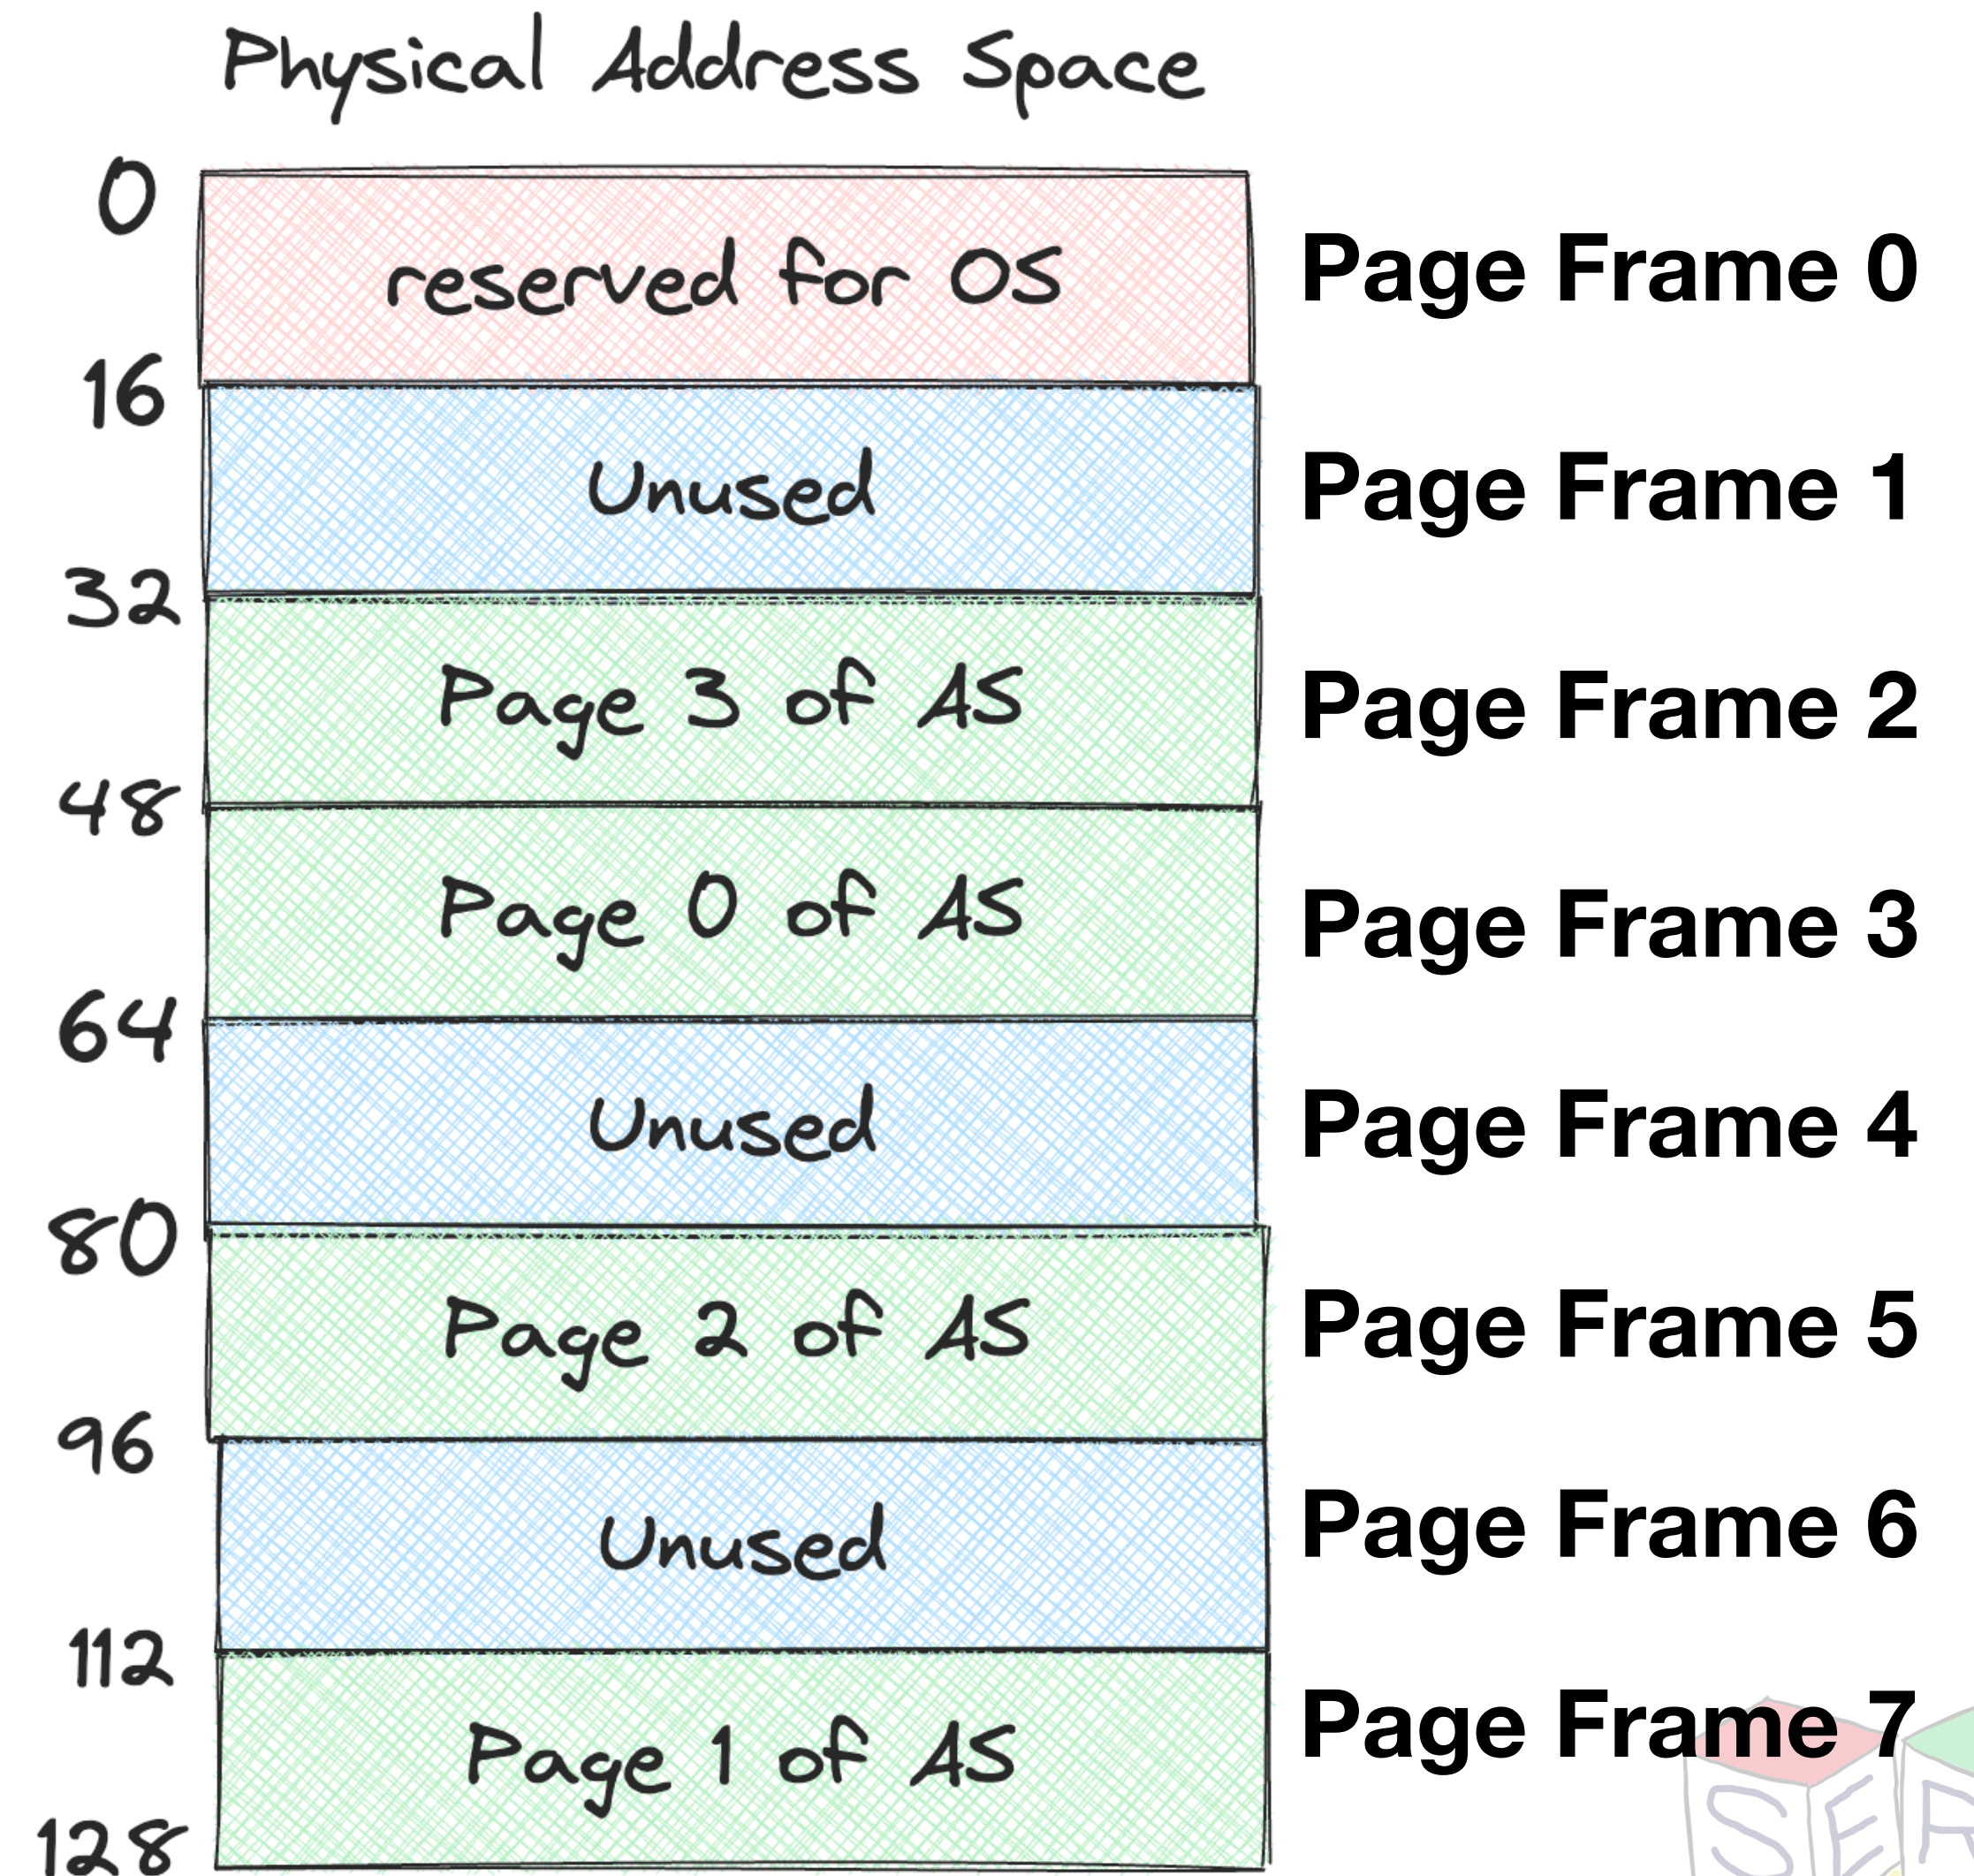 Physical Address Space
0
reserved for OS Page Frame 0
16
Unused Page Frame 1
32
Page 3 of AS Page Frame 2
48
Page 0 of AS Page Frame 3
64
Unused Page Frame 4
80
Page 2 of AS Page Frame 5
96
Unused Page Frame 6
112
Page 1 of AS Page Frame 7
128
SER